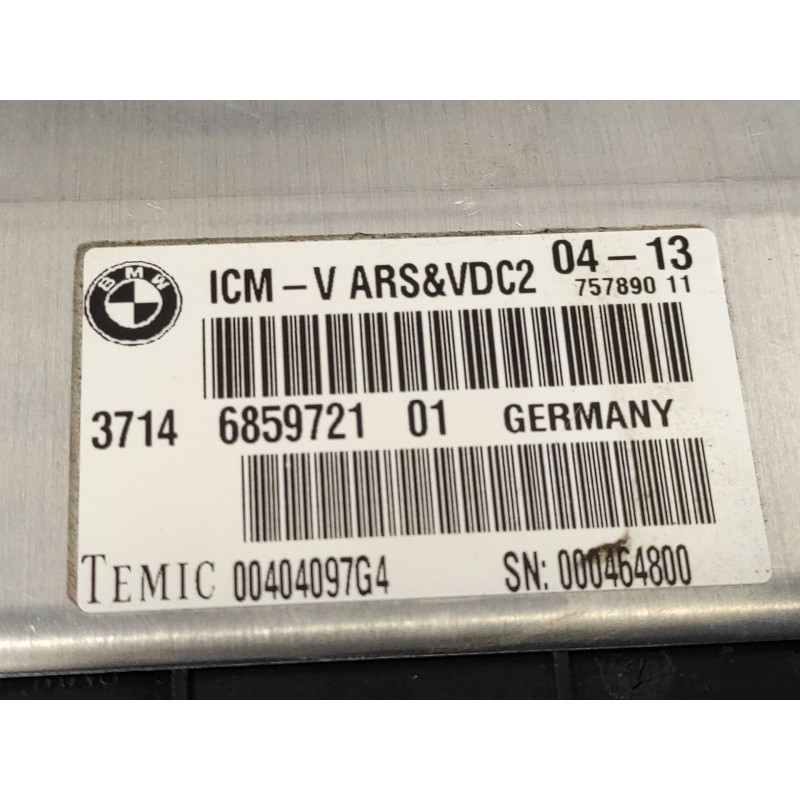 BMW
ICM - V ARS&VDC2 04 - 13
757890 11
3714 6859721 01 GERMANY
TEMIC 00404097G4 SN: 000464800